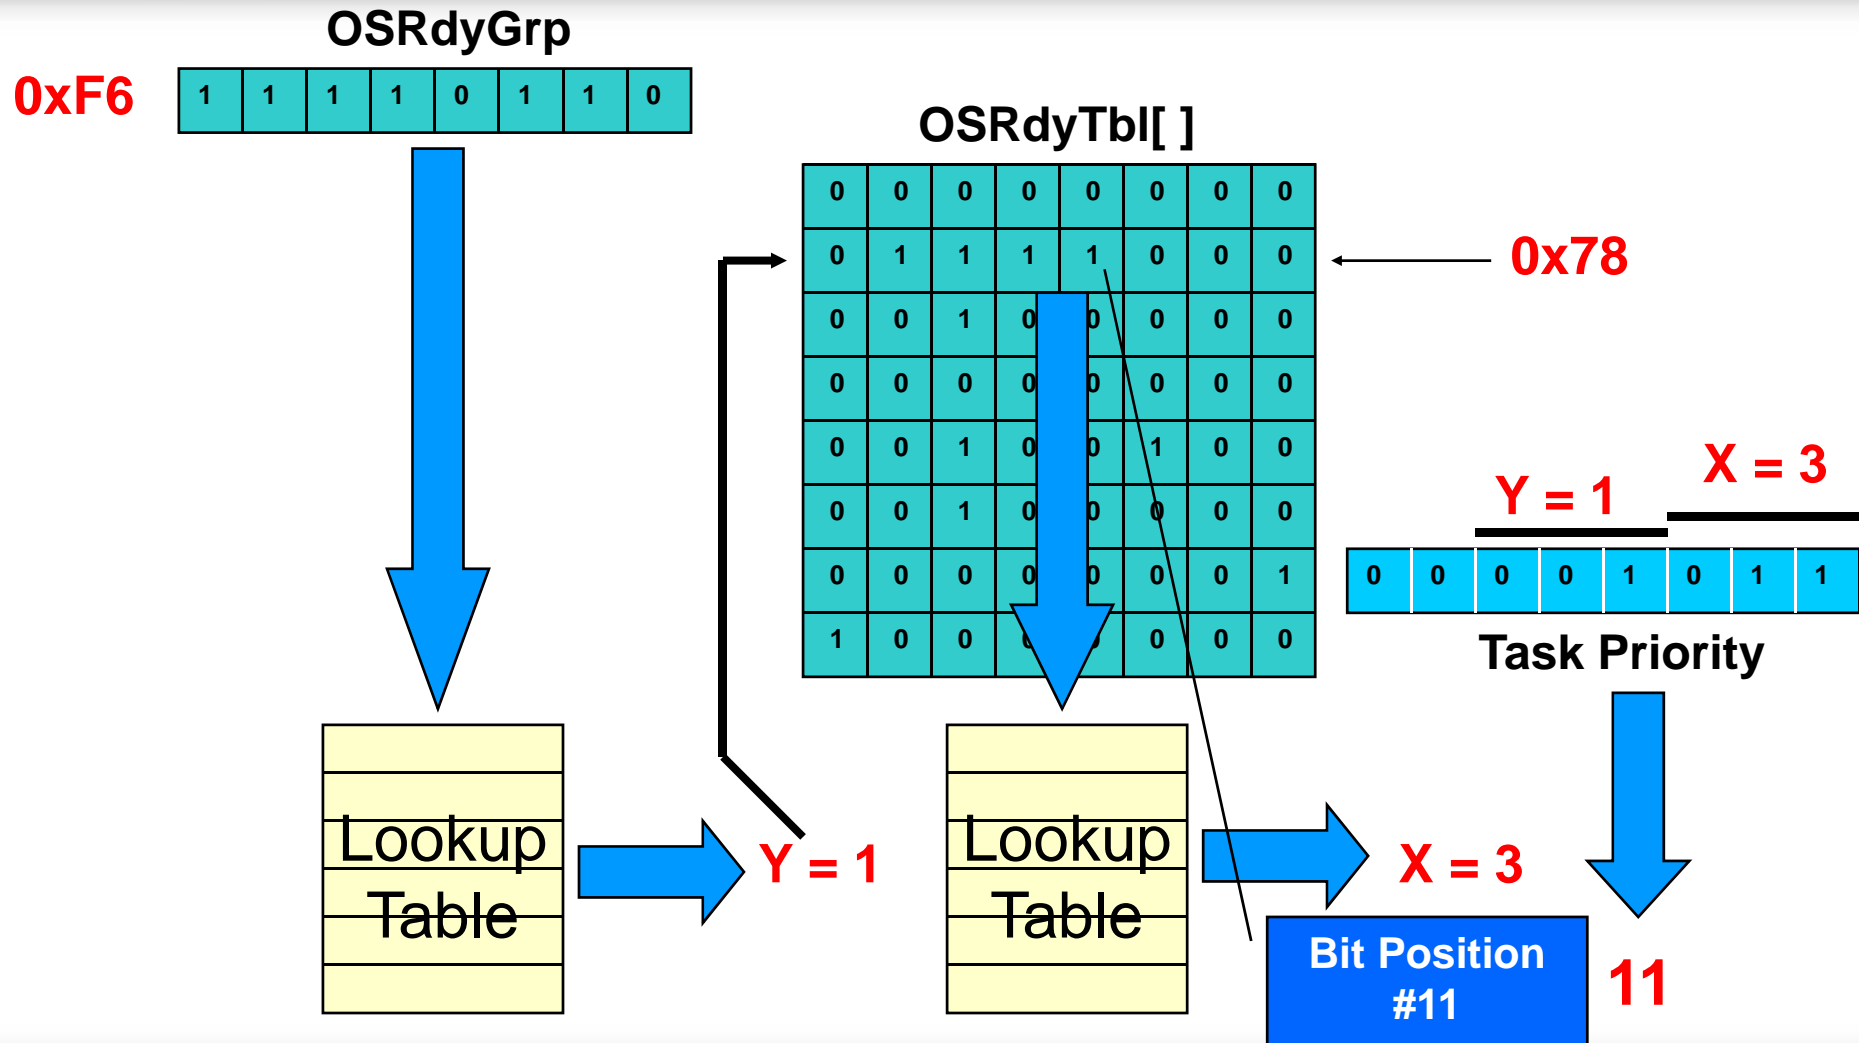 OSRdyGrp
0xF6
1 1 1 1 0 1 1 0
OSRdyTbl[ ]
0 0 0 0 0 0 0 0
0 1 1 1 1 0 0 0
0x78
0 0 1 0 0 0 0 0
0 0 0 0 0 0 0 0
0 0 1 0 0 1 0 0
0 0 1 0 0 0 0 0
0 0 0 0 0 0 0 1
1 0 0 0 0 0 0 0
Y = 1
X = 3
0 0 0 0 1 0 1 1
Task Priority
Lookup
Table
Y = 1
Lookup
Table
X = 3
Bit Position
#11
11